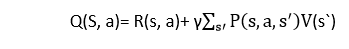 Q(S, a)= R(s, a)+ γ∑ₛ′ P(s,a,s′)V(s`)